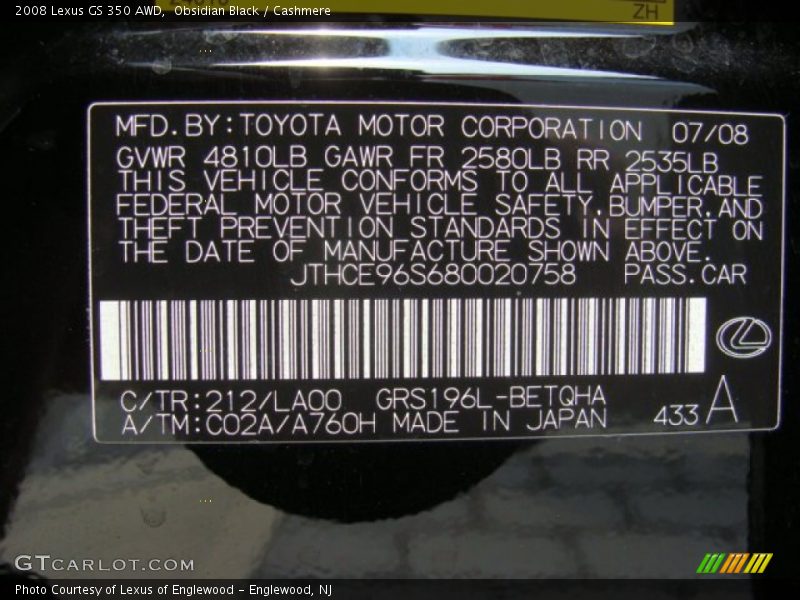 2008 Lexus GS 350 AWD, Obsidian Black / Cashmere
ZH
MFD.BY:TOYOTA MOTOR CORPORATION 07/08
GVWR 4810LB GAWR FR 2580LB RR 2535LB
THIS VEHICLE CONFORMS TO ALL APPLICABLE
FEDERAL MOTOR VEHICLE SAFETY,BUMPER,AND
THEFT PREVENTION STANDARDS IN EFFECT ON
THE DATE OF MANUFACTURE SHOWN ABOVE.
JTHCE96S680020758 PASS.CAR
C/TR:212/LA00 GRS196L-BETQHA
A/TM:C02A/A760H MADE IN JAPAN 433 A
GTCARLOT.COM
Photo Courtesy of Lexus of Englewood - Englewood, NJ